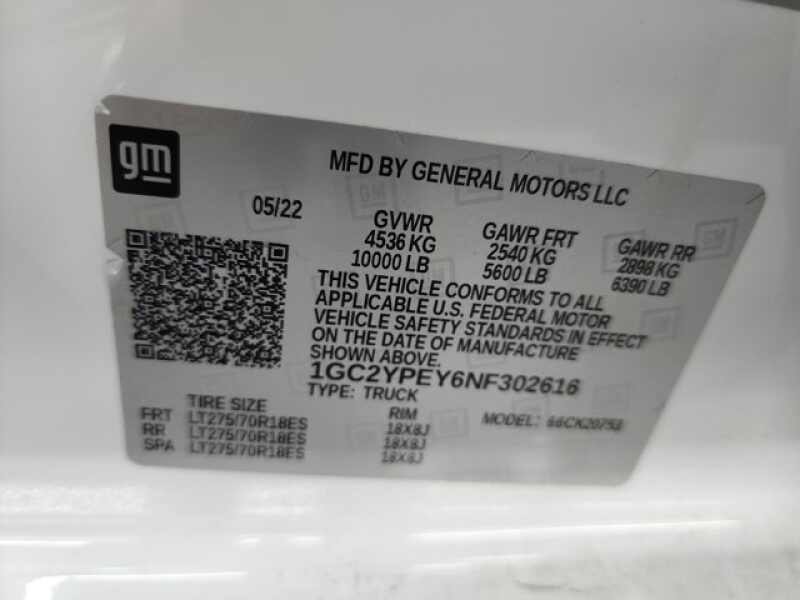 gm
MFD BY GENERAL MOTORS LLC
05/22
GVWR GAWR FRT GAWR RR
4536 KG 2540 KG 2898 KG
10000 LB 5600 LB 6390 LB
THIS VEHICLE CONFORMS TO ALL
APPLICABLE U.S. FEDERAL MOTOR
VEHICLE SAFETY STANDARDS IN EFFECT
ON THE DATE OF MANUFACTURE
SHOWN ABOVE.
1GC2YPEY6NF302616
TYPE: TRUCK
TIRE SIZE RIM MODEL:
FRT LT275/70R18ES 18X8J
RR LT275/70R18ES 18X8J
SPA LT275/70R18ES 18X8J